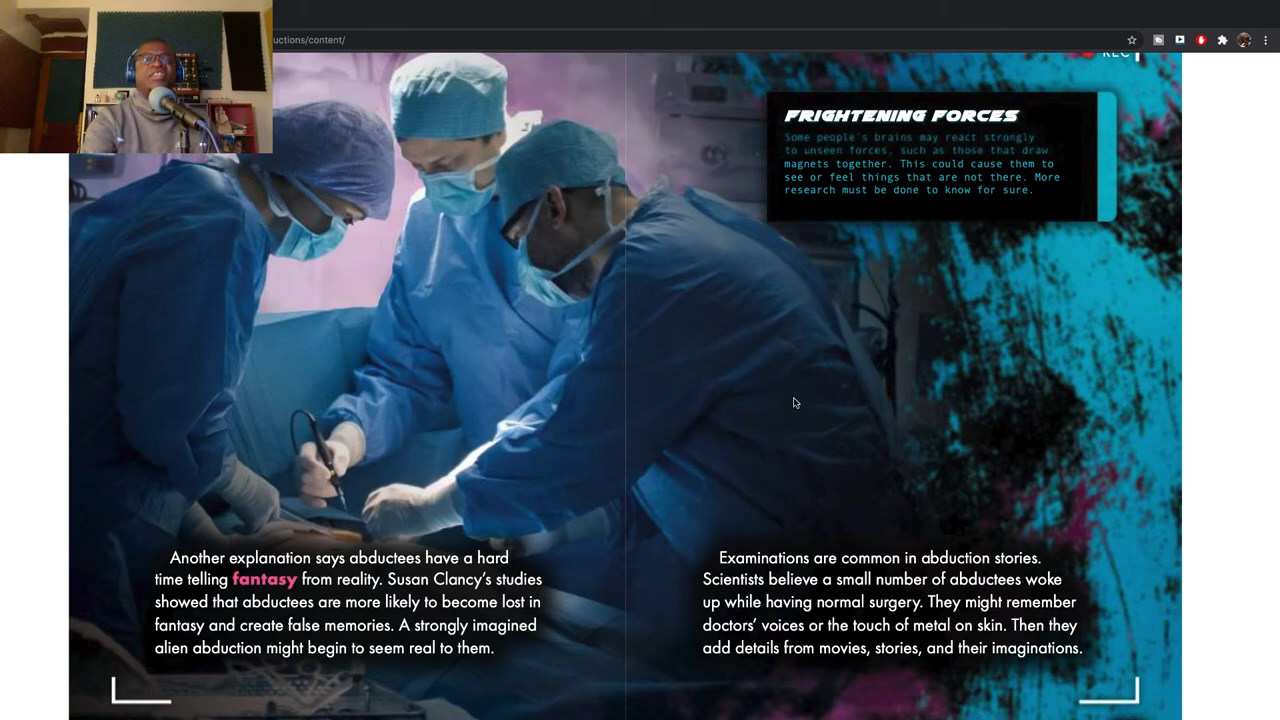 uctions/content/
REC
FRIGHTENING FORCES
Some people's brains may react strongly
to unseen forces, such as those that draw
magnets together. This could cause them to
see or feel things that are not there. More
research must be done to know for sure.
Another explanation says abductees have a hard
time telling fantasy from reality. Susan Clancy's studies
showed that abductees are more likely to become lost in
fantasy and create false memories. A strongly imagined
alien abduction might begin to seem real to them.
Examinations are common in abduction stories.
Scientists believe a small number of abductees woke
up while having normal surgery. They might remember
doctors' voices or the touch of metal on skin. Then they
add details from movies, stories, and their imaginations.